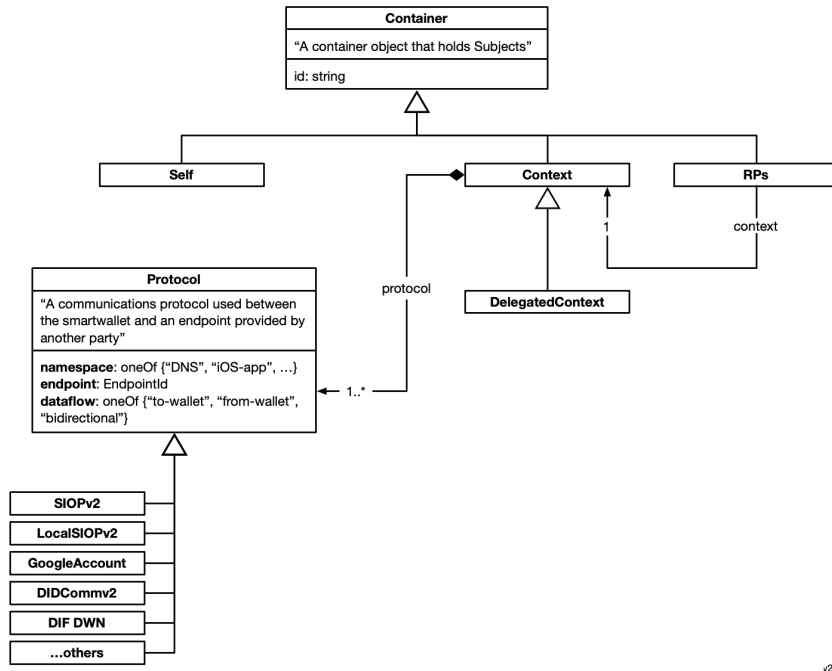 Container
“A container object that holds Subjects”
id: string
Self
Context
RPs
1
context
Protocol
“A communications protocol used between
the smartwallet and an endpoint provided by
another party”
protocol
DelegatedContext
namespace: oneOf {“DNS”, “iOS-app”, …}
endpoint: EndpointId
dataflow: oneOf {“to-wallet”, “from-wallet”,
“bidirectional”}
1..*
SIOPv2
LocalSIOPv2
GoogleAccount
DIDCommv2
DIF DWN
...others